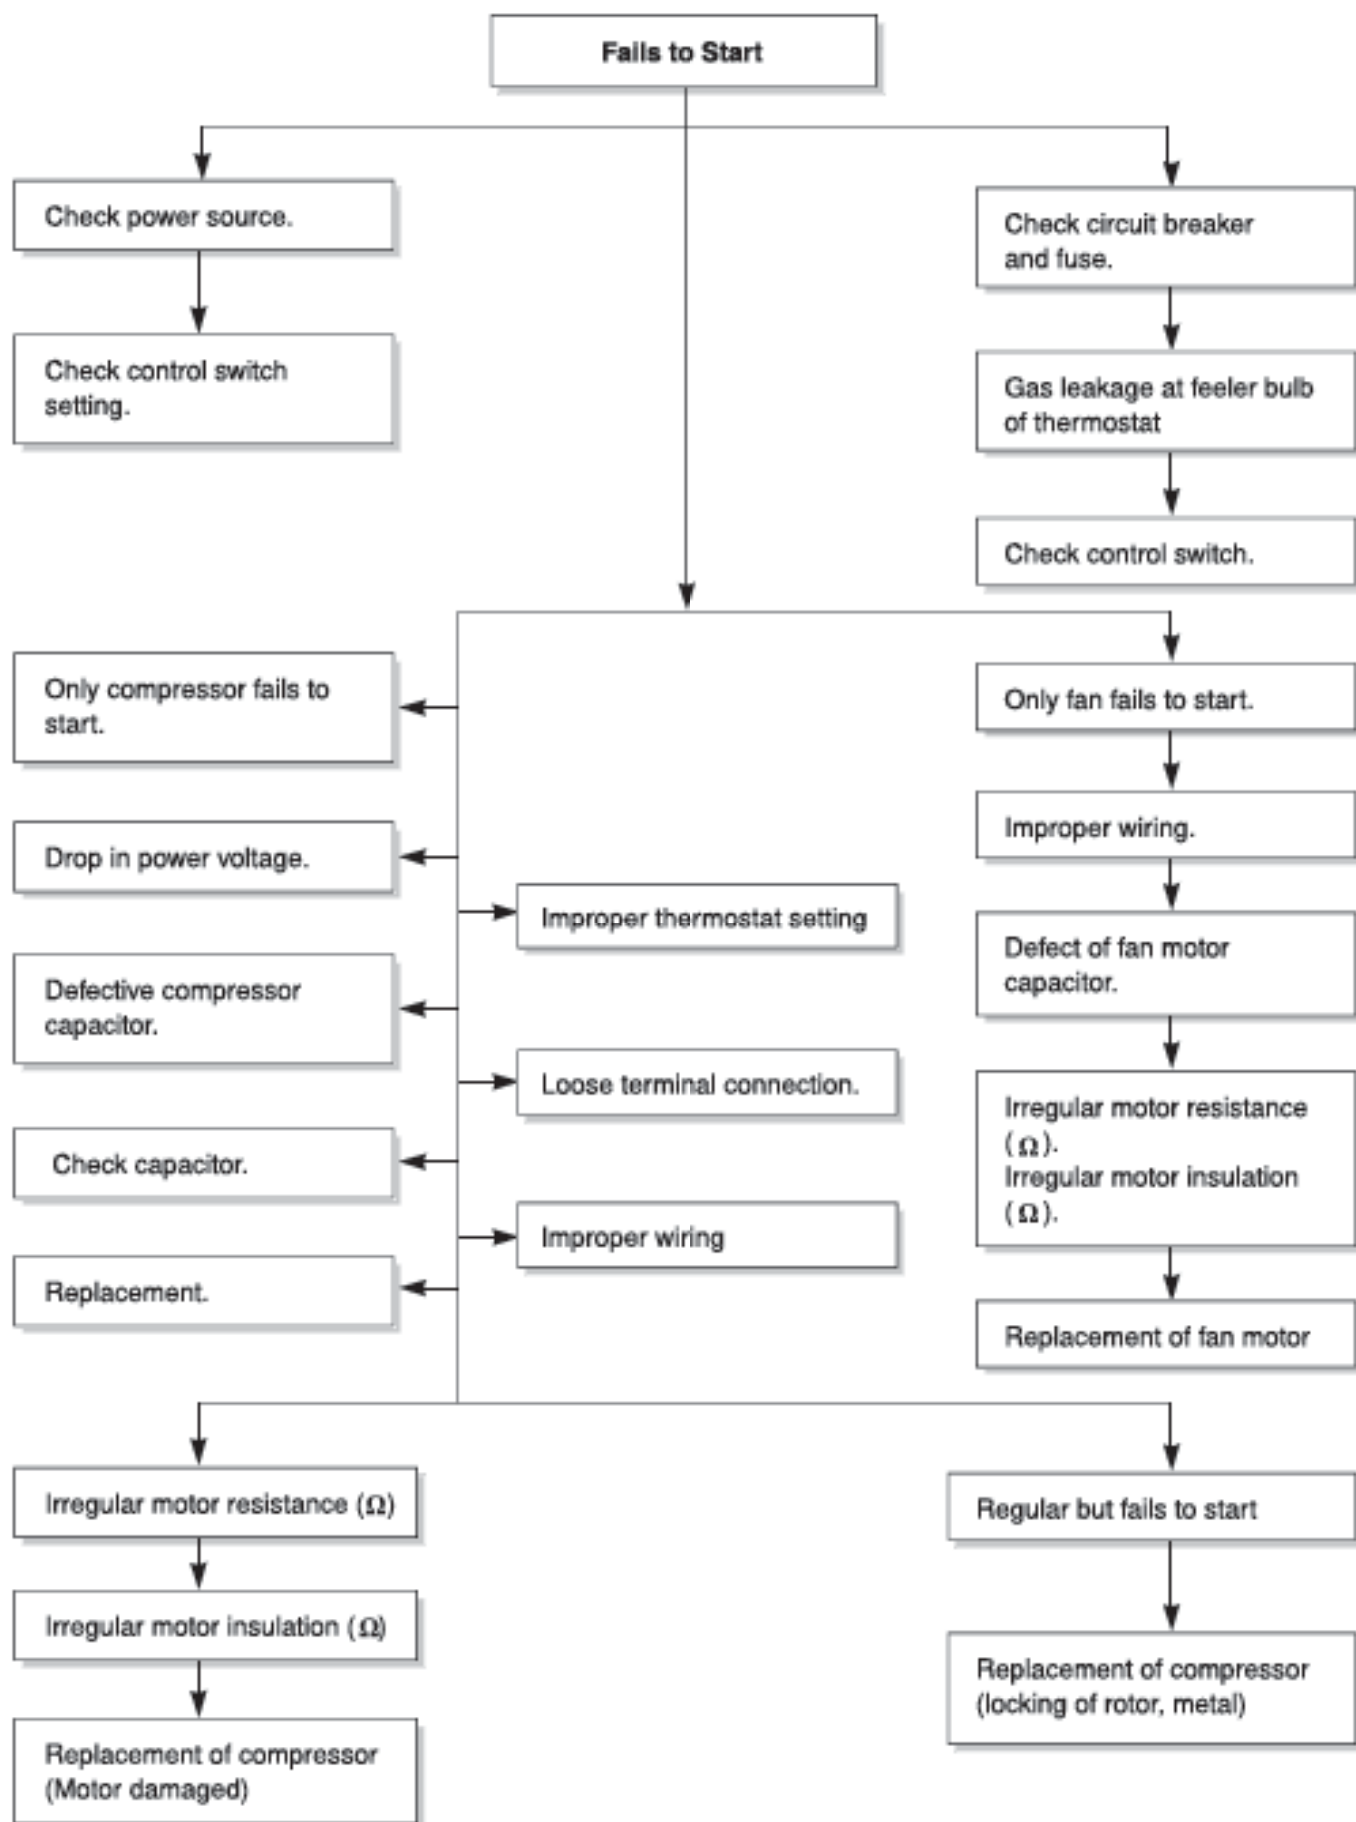 Fails to Start
Check power source.
Check control switch
setting.
Check circuit breaker
and fuse.
Gas leakage at feeler bulb
of thermostat
Check control switch.
Only compressor fails to
start.
Drop in power voltage.
Defective compressor
capacitor.
Check capacitor.
Replacement.
Improper thermostat setting
Loose terminal connection.
Improper wiring
Only fan fails to start.
Improper wiring.
Defect of fan motor
capacitor.
Irregular motor resistance
(Ω).
Irregular motor insulation
(Ω).
Replacement of fan motor
Irregular motor resistance (Ω)
Irregular motor insulation (Ω)
Replacement of compressor
(Motor damaged)
Regular but fails to start
Replacement of compressor
(locking of rotor, metal)